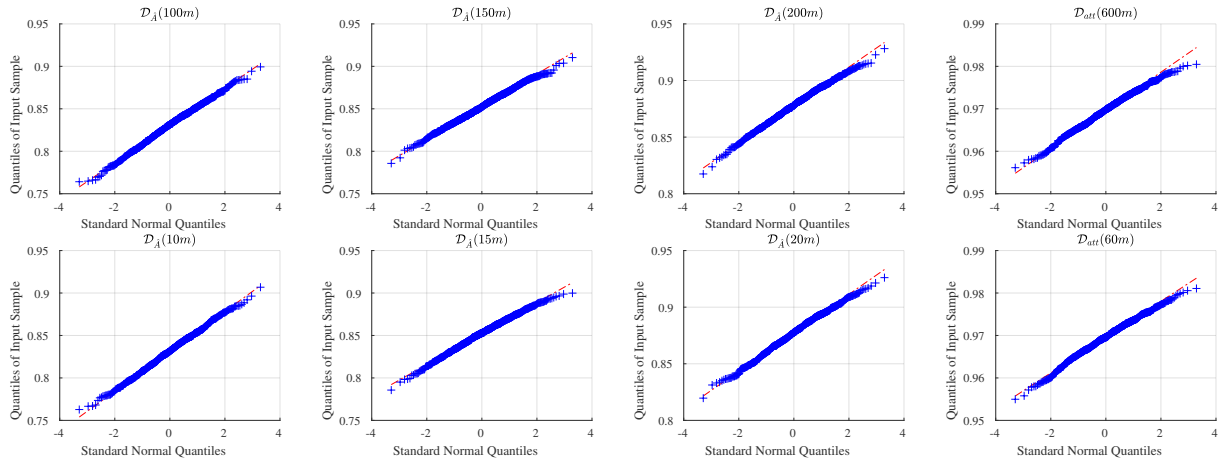 𝒟_Â(100m)
0.95
0.9
0.85
0.8
0.75
-4 -2 0 2 4
Quantiles of Input Sample
Standard Normal Quantiles
𝒟_Â(150m)
0.95
0.9
0.85
0.8
0.75
-4 -2 0 2 4
Quantiles of Input Sample
Standard Normal Quantiles
𝒟_Â(200m)
0.95
0.9
0.85
0.8
-4 -2 0 2 4
Quantiles of Input Sample
Standard Normal Quantiles
𝒟_att(600m)
0.99
0.98
0.97
0.96
0.95
-4 -2 0 2 4
Quantiles of Input Sample
Standard Normal Quantiles
𝒟_Â(10m)
0.95
0.9
0.85
0.8
0.75
-4 -2 0 2 4
Quantiles of Input Sample
Standard Normal Quantiles
𝒟_Â(15m)
0.95
0.9
0.85
0.8
0.75
-4 -2 0 2 4
Quantiles of Input Sample
Standard Normal Quantiles
𝒟_Â(20m)
0.95
0.9
0.85
0.8
-4 -2 0 2 4
Quantiles of Input Sample
Standard Normal Quantiles
𝒟_att(60m)
0.99
0.98
0.97
0.96
0.95
-4 -2 0 2 4
Quantiles of Input Sample
Standard Normal Quantiles